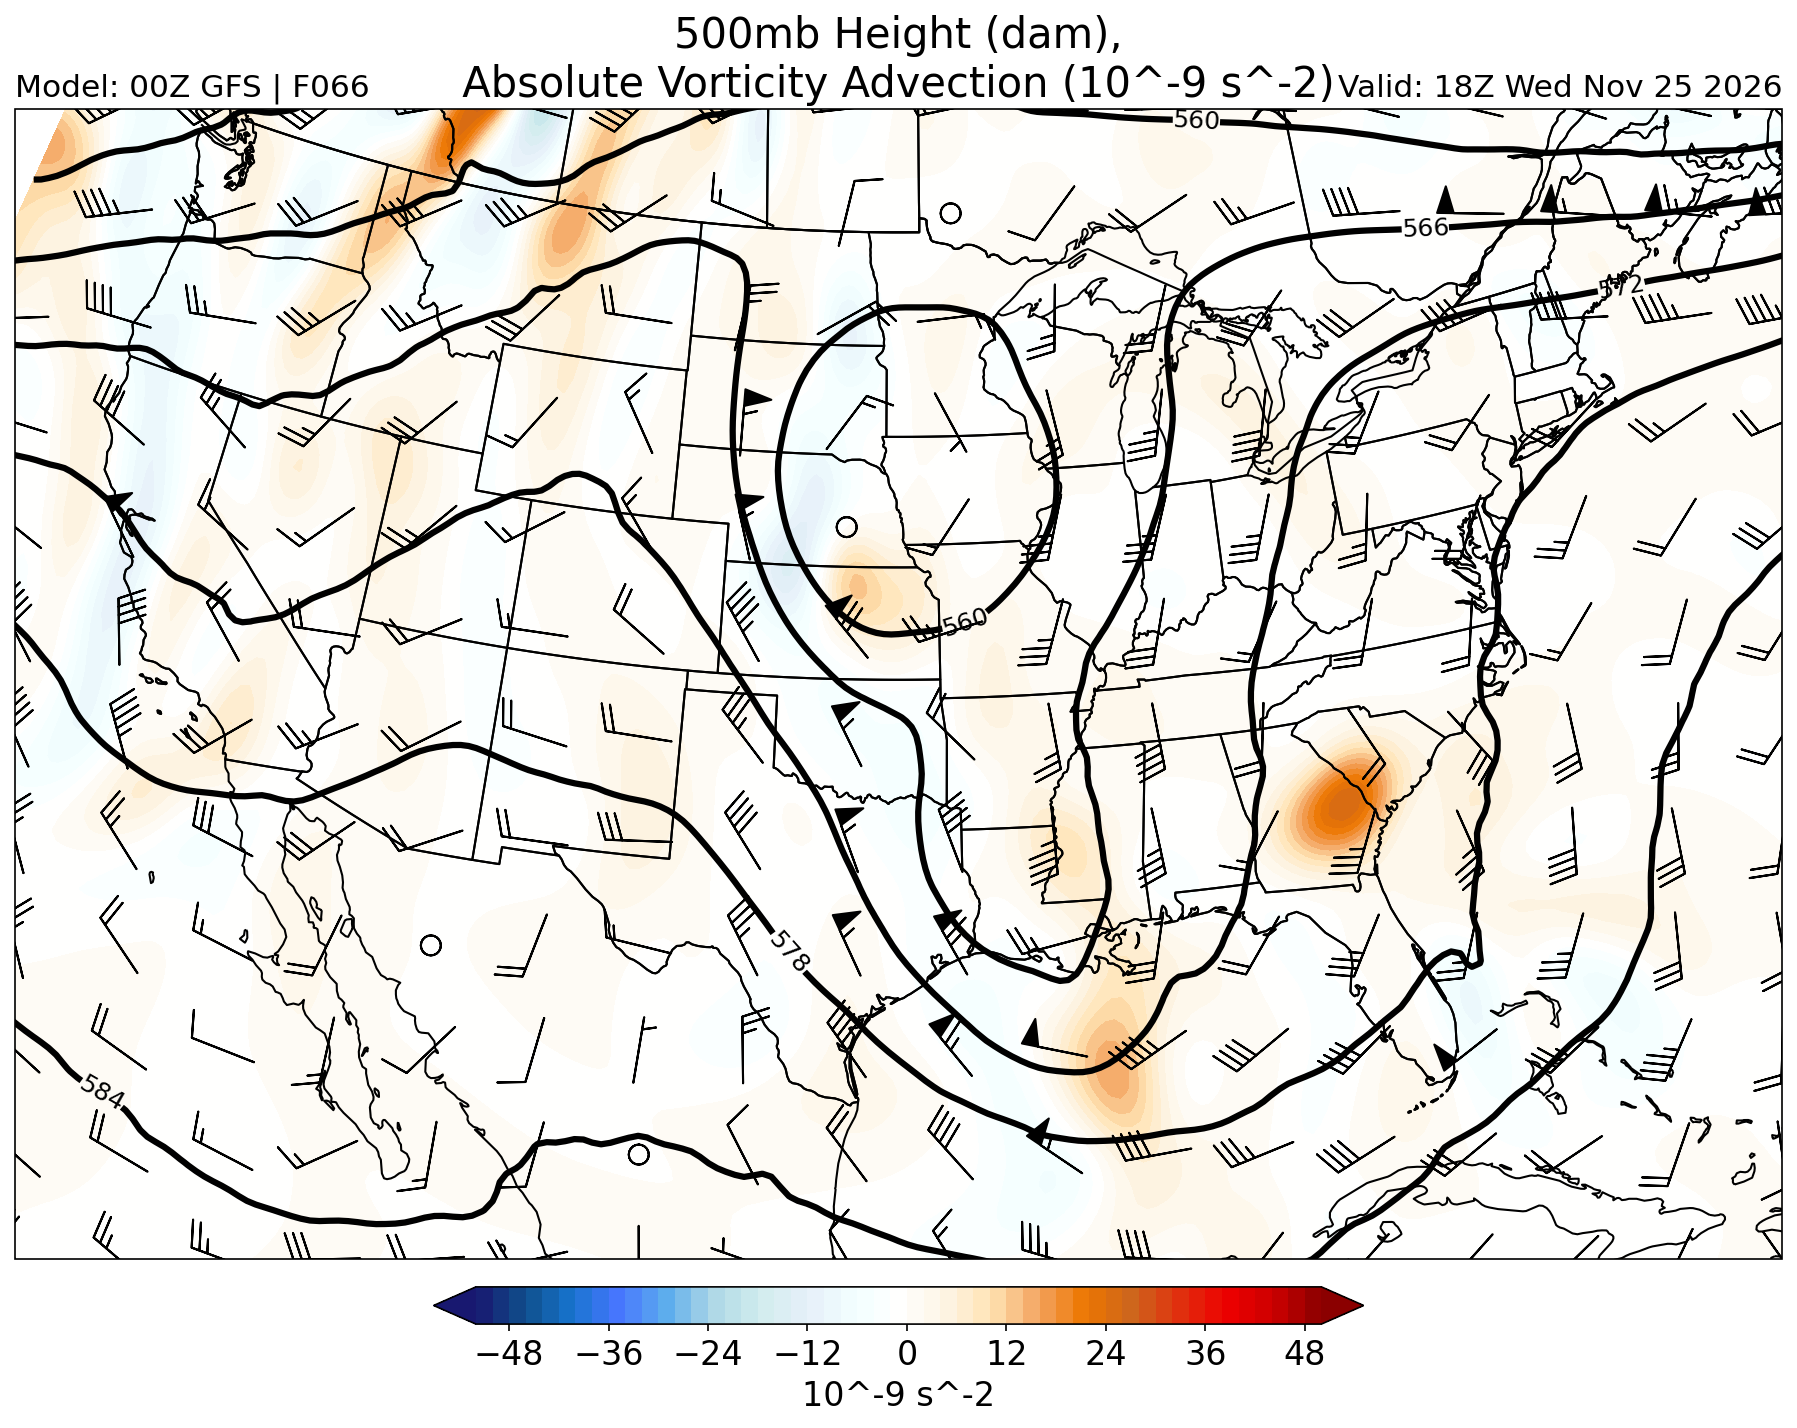 500mb Height (dam),
Absolute Vorticity Advection (10^-9 s^-2)
Model: 00Z GFS | F066
Valid: 18Z Wed Nov 25 2026
560
566
572
560
578
584
−48 −36 −24 −12 0 12 24 36 48
10^-9 s^-2